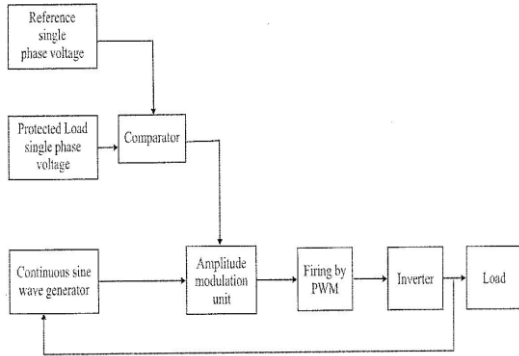 Reference
single
phase voltage
Protected Load
single phase
voltage
Comparator
Continuous sine
wave generator
Amplitude
modulation
unit
Firing by
PWM
Inverter
Load